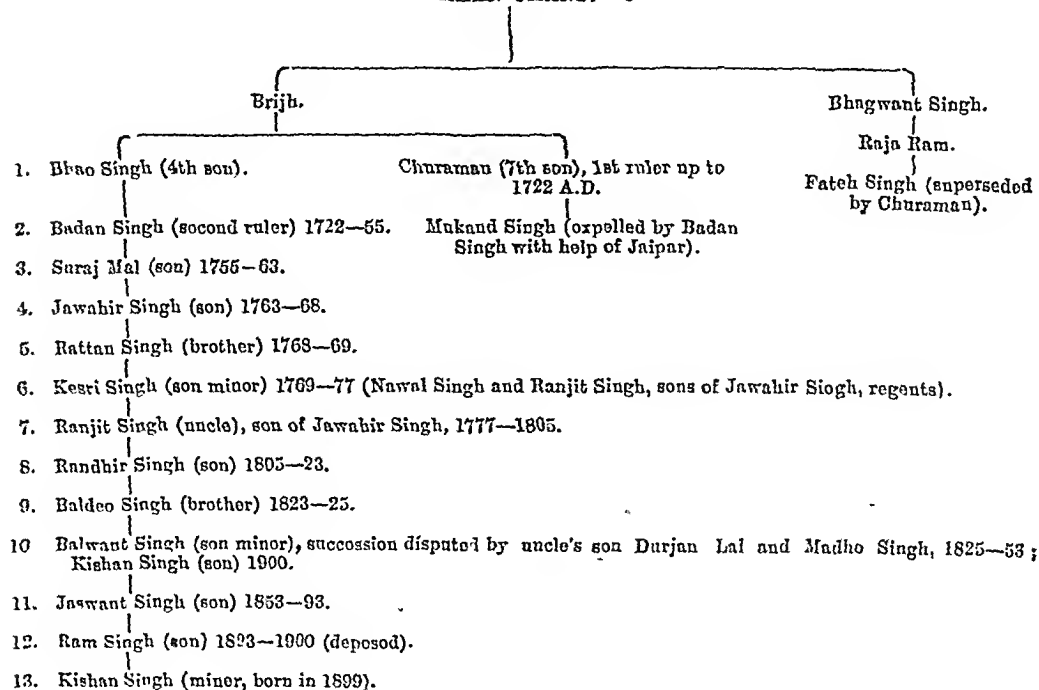 Brijh.
Bhagwant Singh.
Raja Ram.
Fateh Singh (superseded
by Churaman).
1. Bhao Singh (4th son).
Churaman (7th son), 1st ruler up to
1722 A.D.
Mukand Singh (expelled by Badan
Singh with help of Jaipar).
2. Badan Singh (second ruler) 1722—55.
3. Suraj Mal (son) 1755—63.
4. Jawahir Singh (son) 1763—68.
5. Rattan Singh (brother) 1768—69.
6. Kesri Singh (son minor) 1769—77 (Nawal Singh and Ranjit Singh, sons of Jawahir Siogh, regents).
7. Ranjit Singh (uncle), son of Jawahir Singh, 1777—1805.
8. Randhir Singh (son) 1805—23.
9. Baldeo Singh (brother) 1823—25.
10 Balwant Singh (son minor), succession disputed by uncle's son Durjan Lal and Madho Singh, 1825—53;
Kishan Singh (son) 1900.
11. Jaswant Singh (son) 1853—93.
12. Ram Singh (son) 1893—1900 (deposod).
13. Kishan Singh (minor, born in 1899).